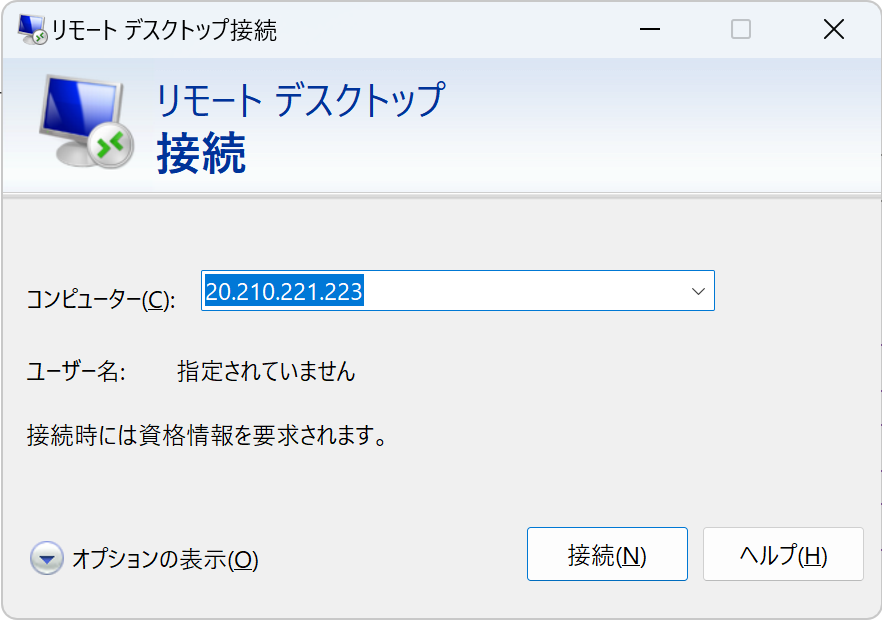 リモート デスクトップ接続
リモート デスクトップ
接続
コンピューター(C): 20.210.221.223
ユーザー名: 指定されていません
接続時には資格情報を要求されます。
オプションの表示(O) 接続(N) ヘルプ(H)